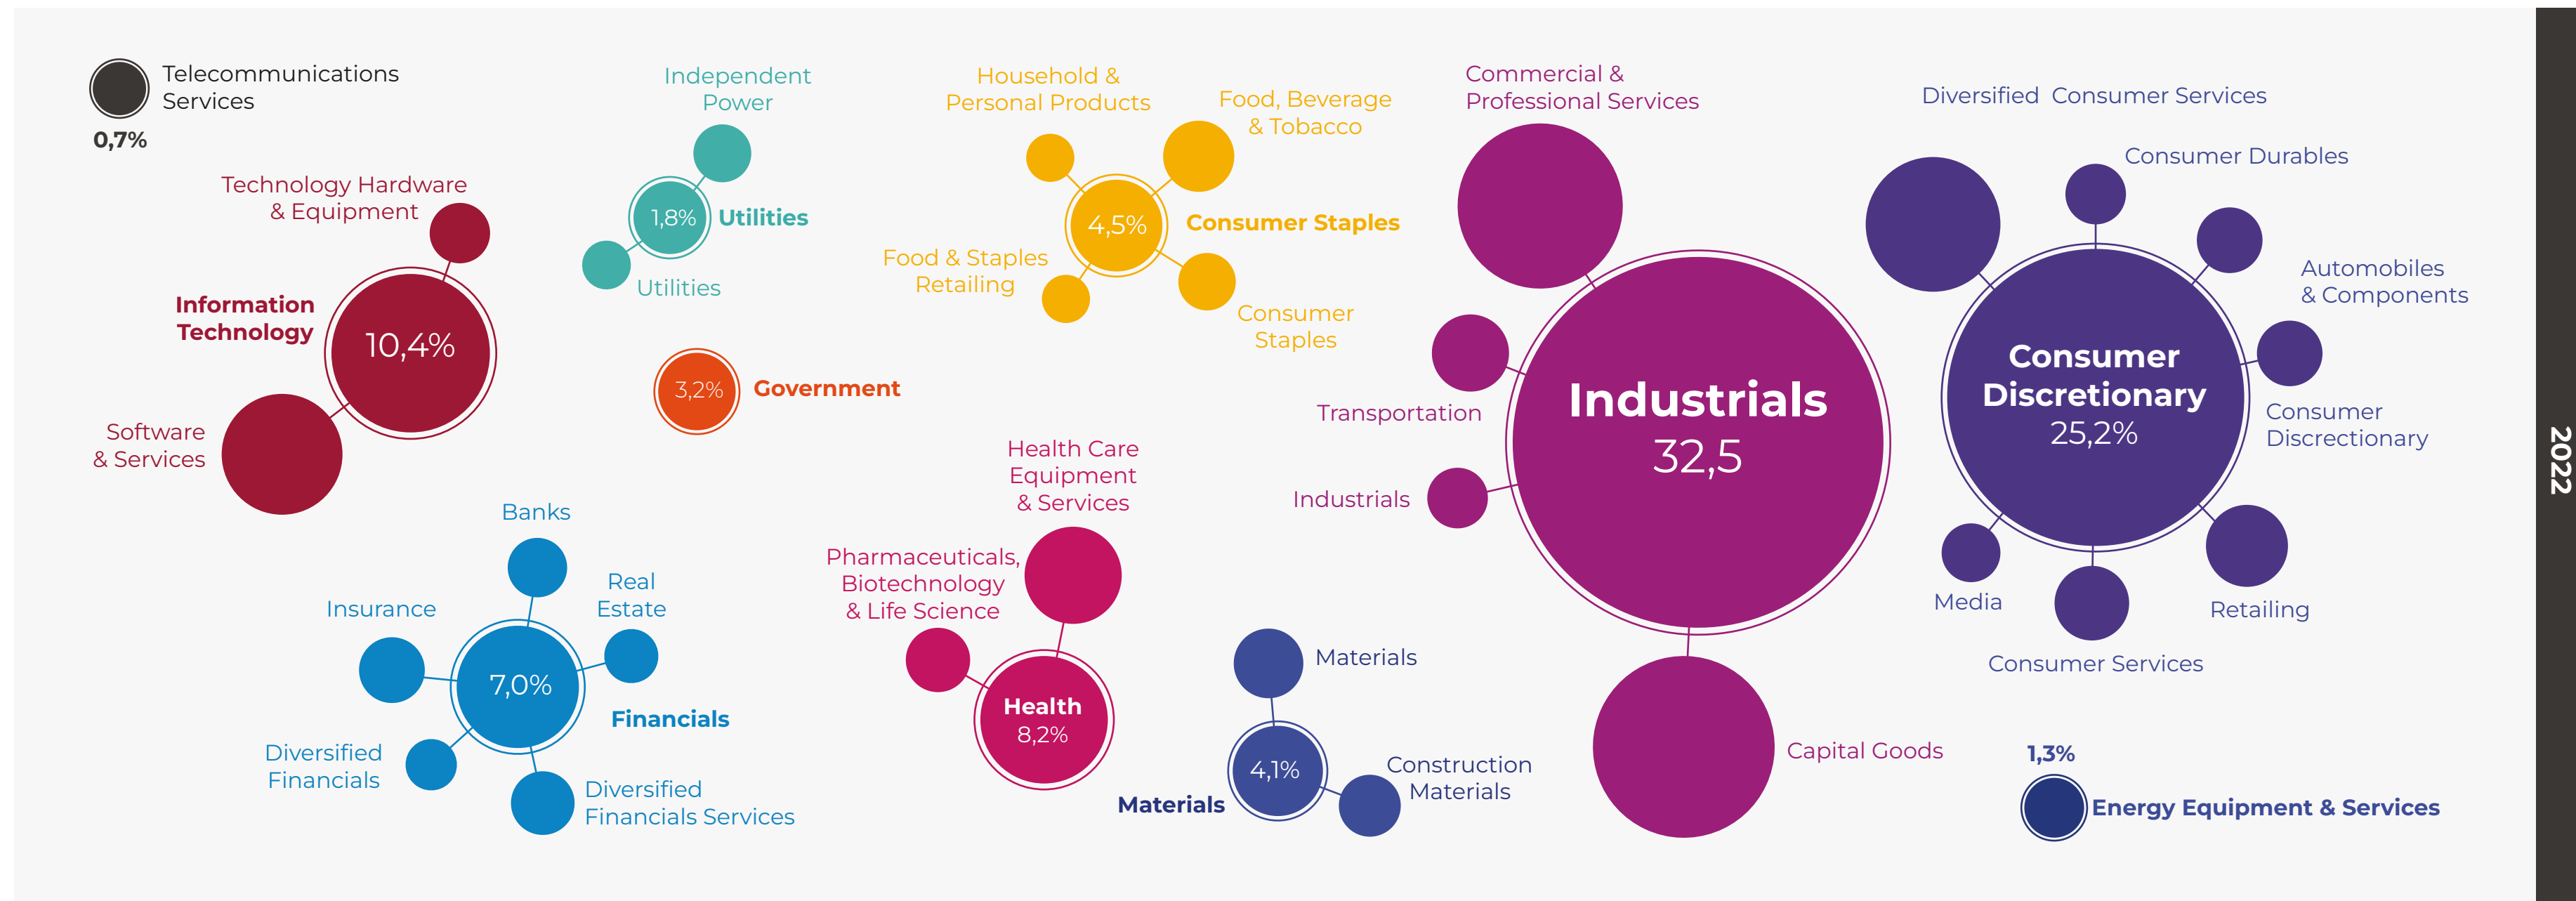 Telecommunications
Services
0,7%
Technology Hardware
& Equipment
Information
Technology
10,4%
Software
& Services
Independent
Power
1,8%
Utilities
Utilities
3,2%
Government
Household &
Personal Products
Food, Beverage
& Tobacco
4,5%
Consumer Staples
Food & Staples
Retailing
Consumer
Staples
Banks
Real
Estate
Insurance
7,0%
Financials
Diversified
Financials
Diversified
Financials Services
Health Care
Equipment
& Services
Pharmaceuticals,
Biotechnology
& Life Science
Health
8,2%
Materials
4,1%
Materials
Construction
Materials
Commercial &
Professional Services
Transportation
Industrials
Industrials
32,5
Capital Goods
Diversified Consumer Services
Consumer Durables
Automobiles
& Components
Consumer
Discretionary
25,2%
Consumer
Discrectionary
Media
Retailing
Consumer Services
1,3%
Energy Equipment & Services
2022